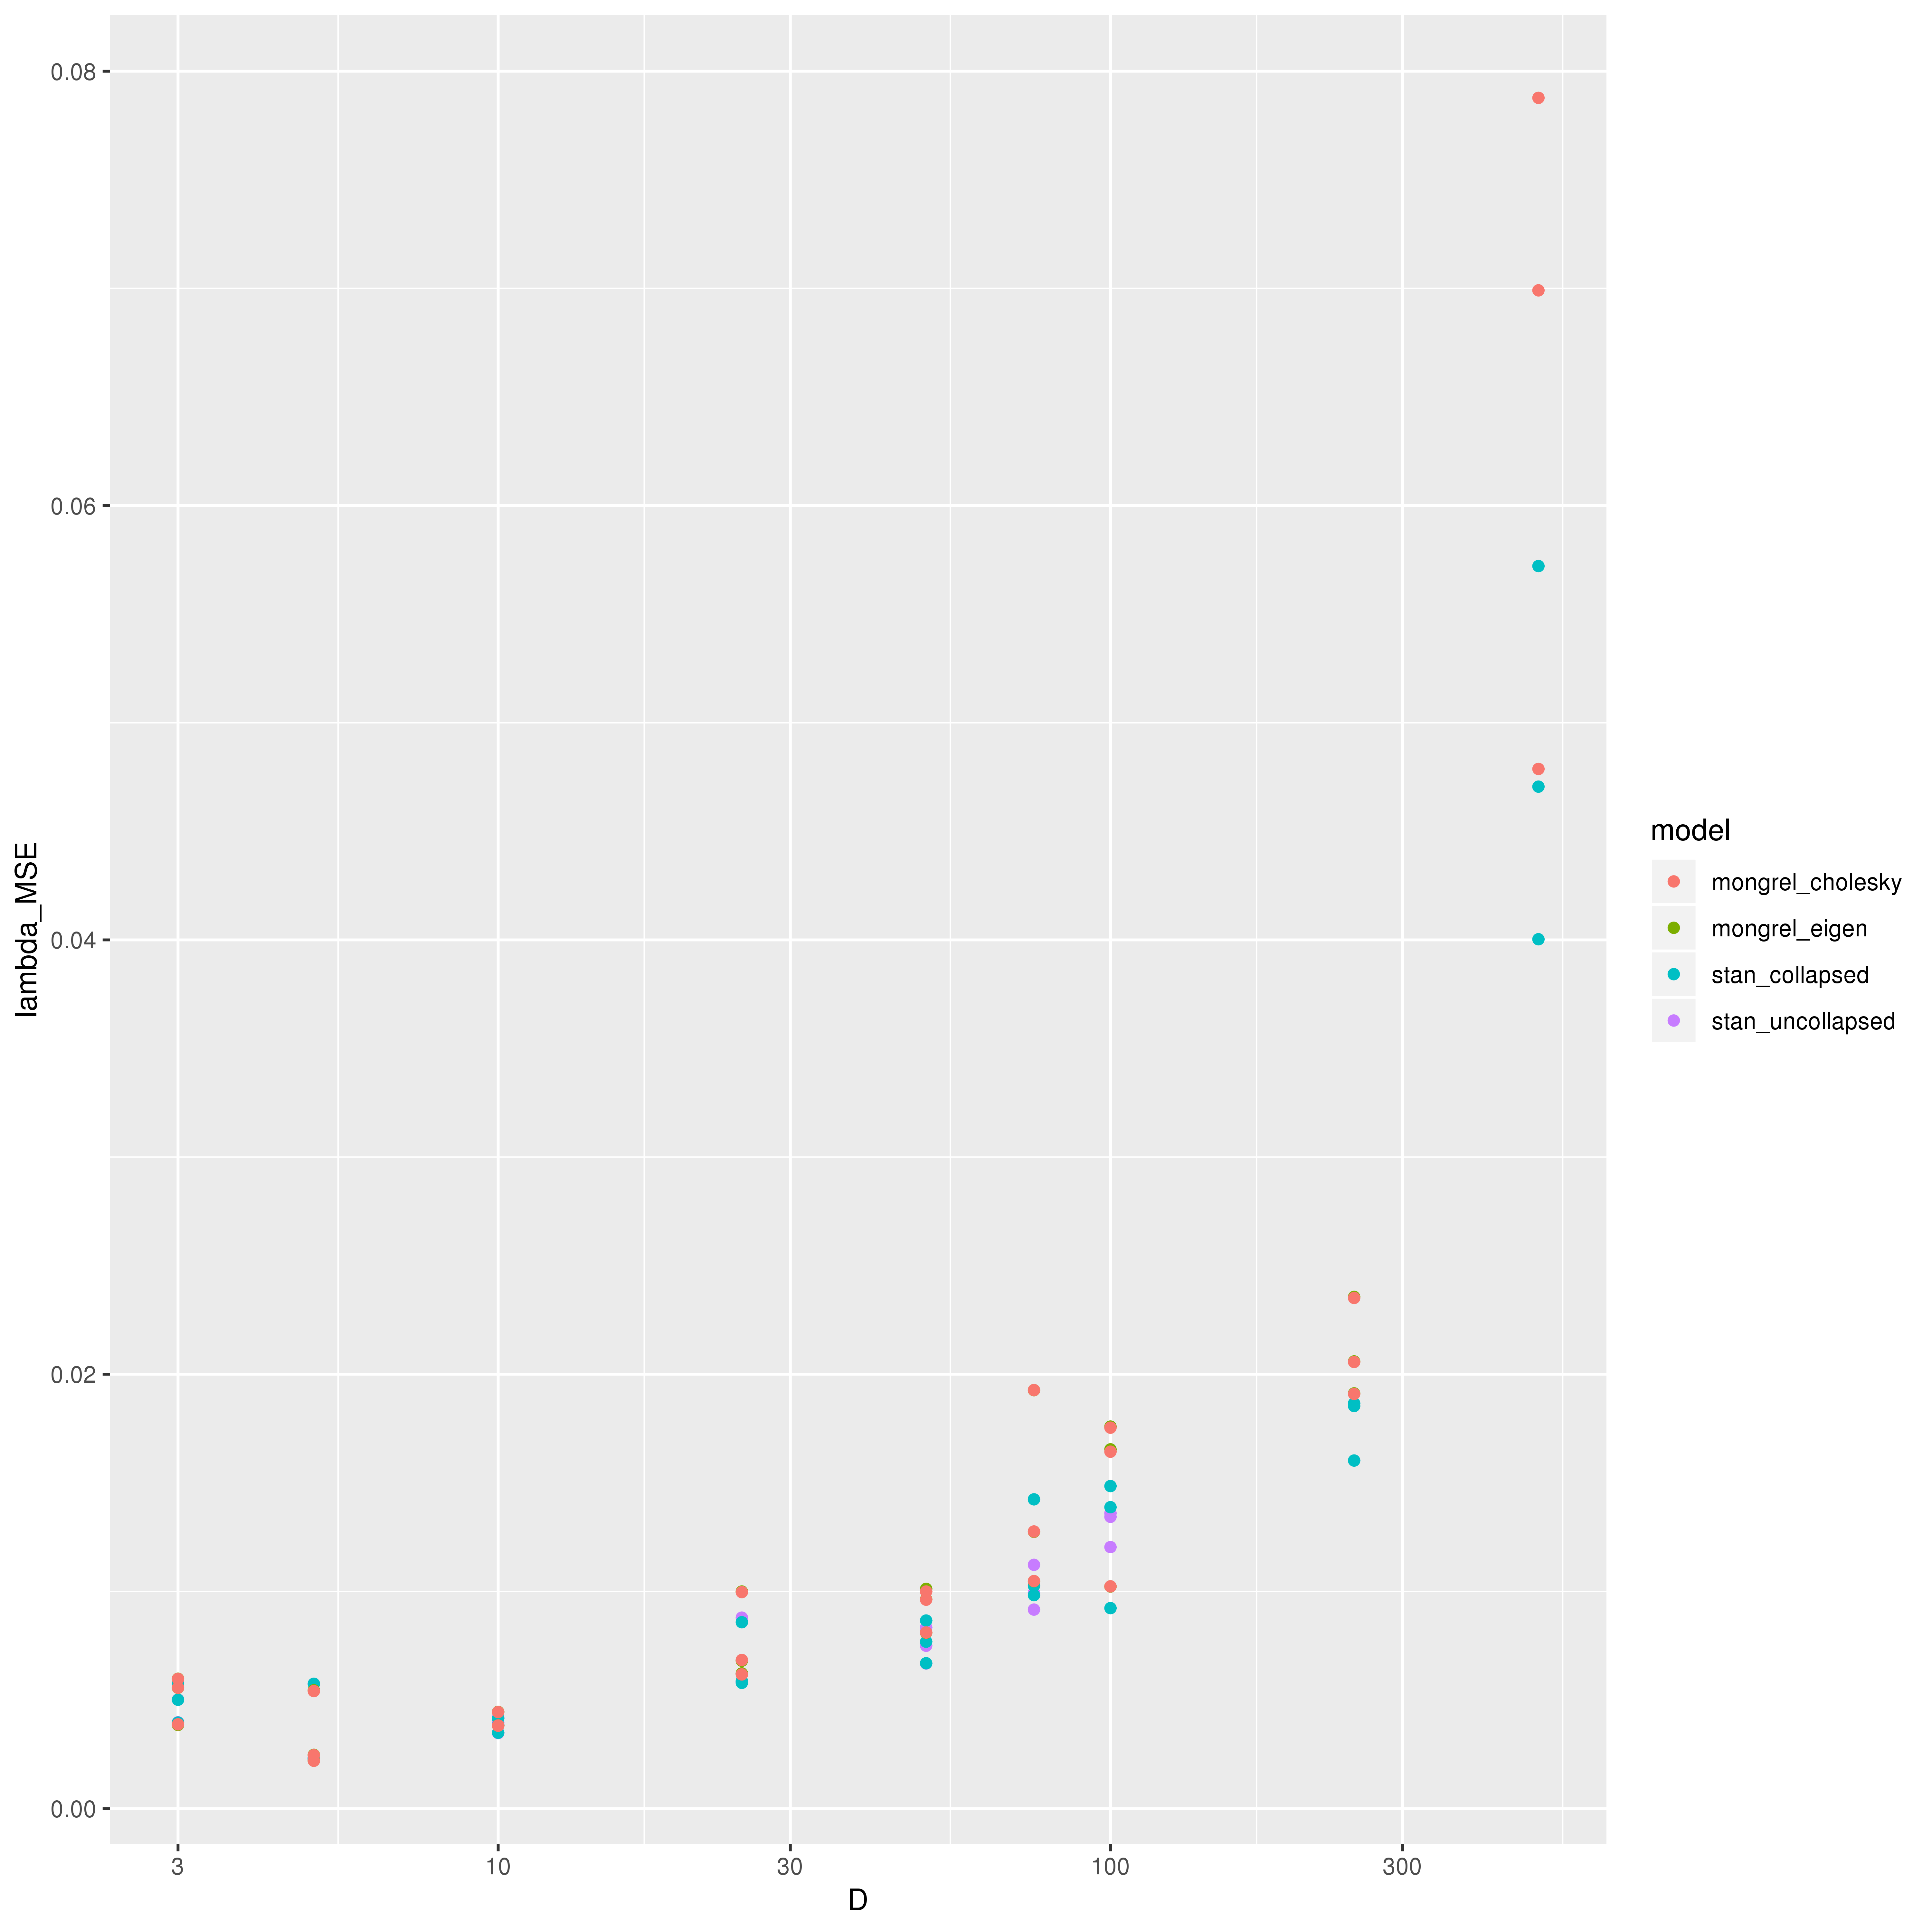 0.08
0.06
0.04
0.02
0.00
lambda_MSE
3
10
30
100
300
D
model
mongrel_cholesky
mongrel_eigen
stan_collapsed
stan_uncollapsed